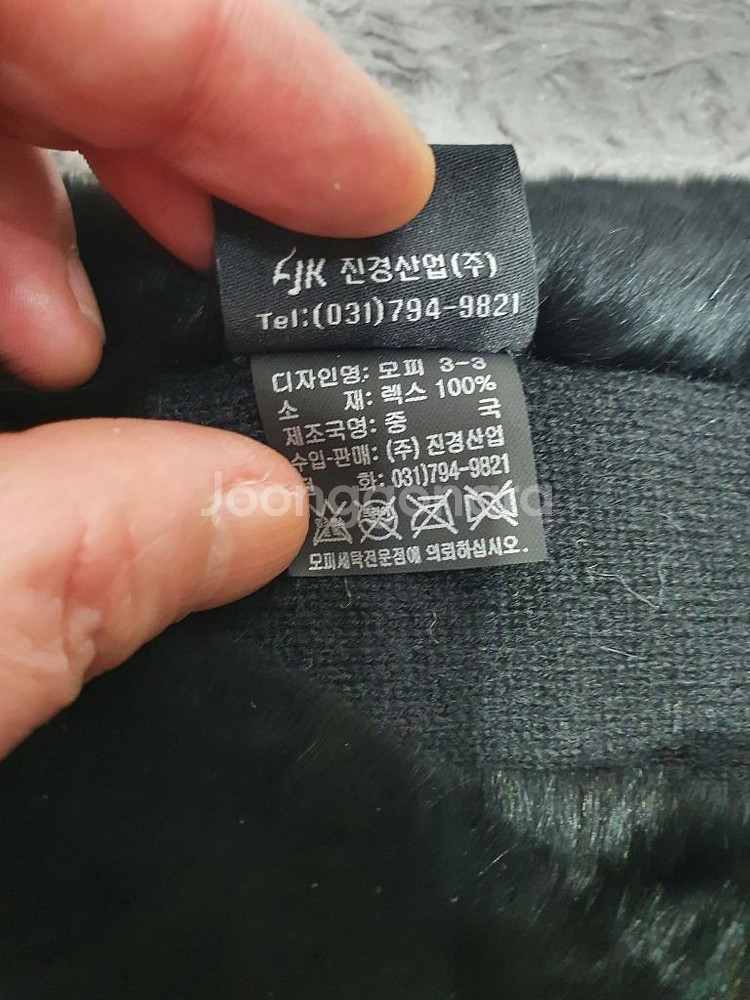 FJK 진경산업(주)
Tel:(031)794-9821
디자인명: 모피 3-3
소 재: 렉스 100%
제조국명: 중 국
수입·판매: (주) 진경산업
화: 031)794-9821
Joonggonara
모피세탁전문점에 의뢰하십시오.